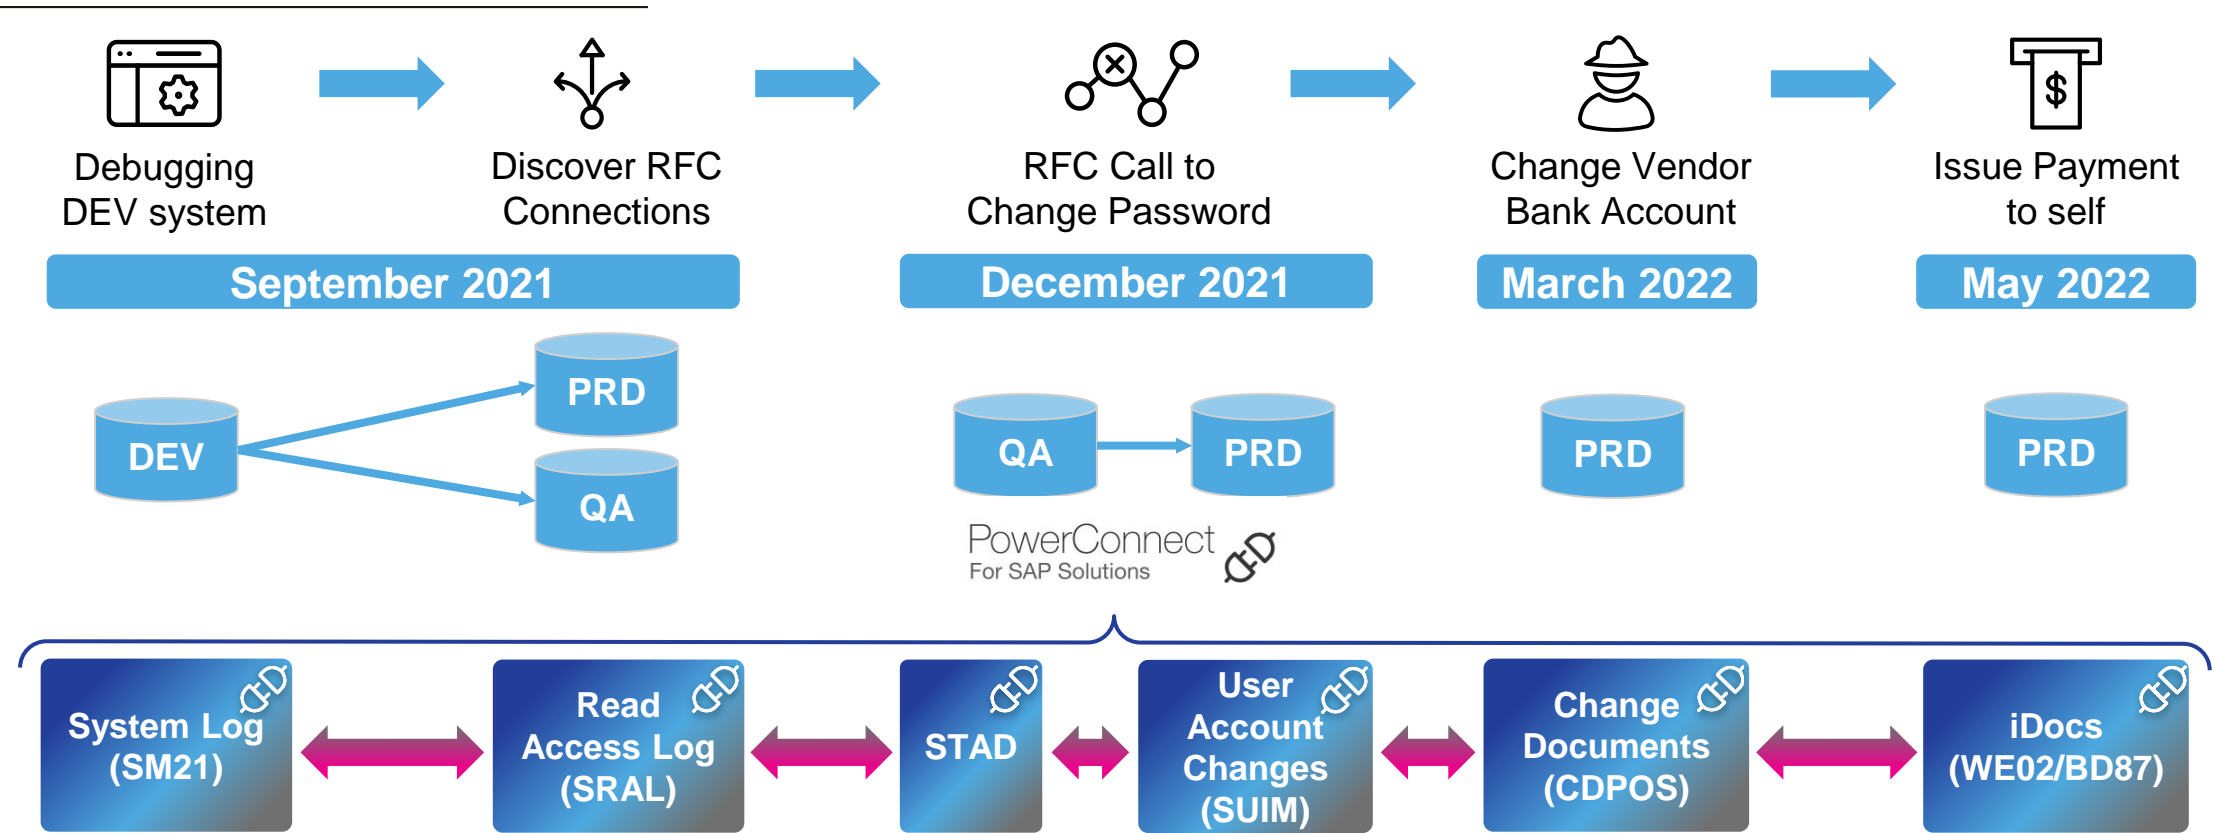 Debugging
DEV system
Discover RFC
Connections
RFC Call to
Change Password
Change Vendor
Bank Account
Issue Payment
to self
September 2021
December 2021
March 2022
May 2022
$
DEV
PRD
QA
QA
PRD
PRD
PRD
PowerConnect
For SAP Solutions
System Log
(SM21)
Read
Access Log
(SRAL)
STAD
User
Account
Changes
(SUIM)
Change
Documents
(CDPOS)
iDocs
(WE02/BD87)